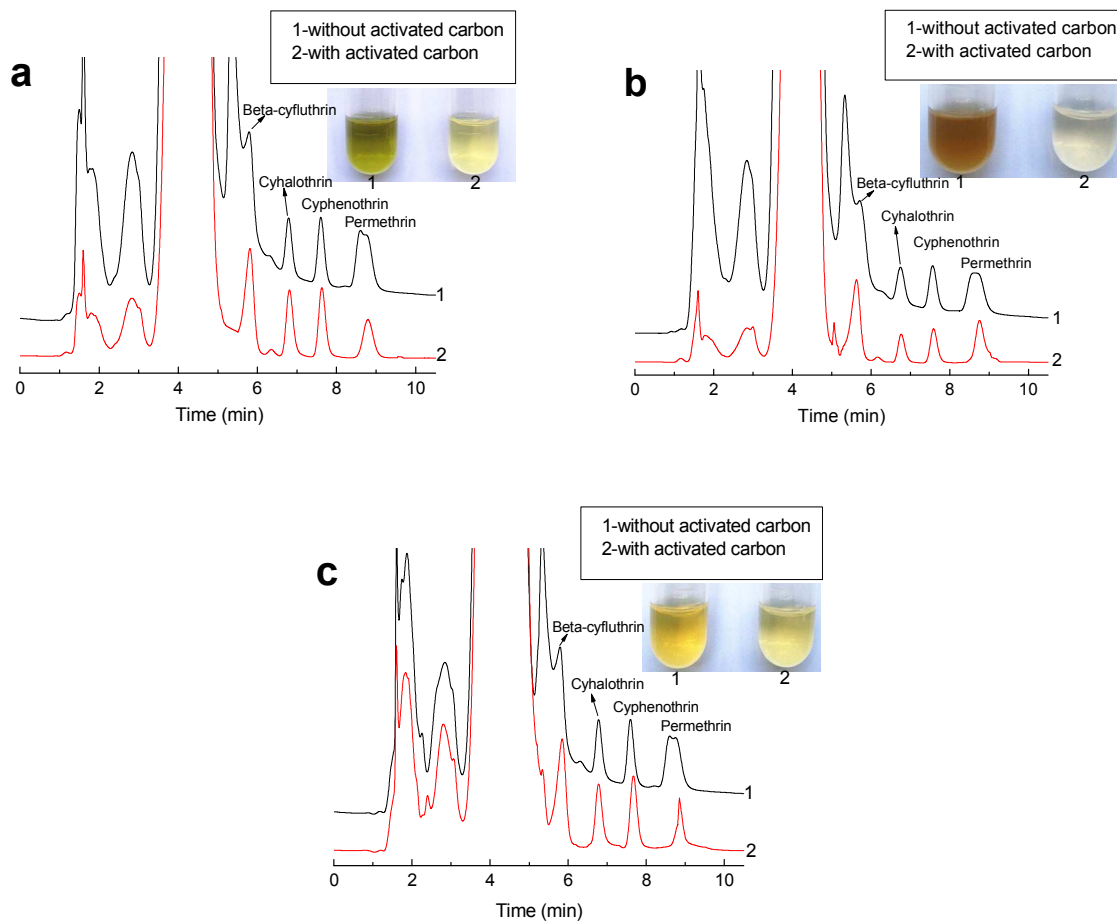 1-without activated carbon
2-with activated carbon
a
Beta-cyfluthrin
Cyhalothrin
Cyphenothrin
Permethrin
1
2
1
2
0 2 4 6 8 10
Time (min)
1-without activated carbon
2-with activated carbon
b
Beta-cyfluthrin
Cyhalothrin
Cyphenothrin
Permethrin
1
2
1
2
0 2 4 6 8 10
Time (min)
1-without activated carbon
2-with activated carbon
c
Beta-cyfluthrin
Cyhalothrin
Cyphenothrin
Permethrin
1
2
1
2
0 2 4 6 8 10
Time (min)